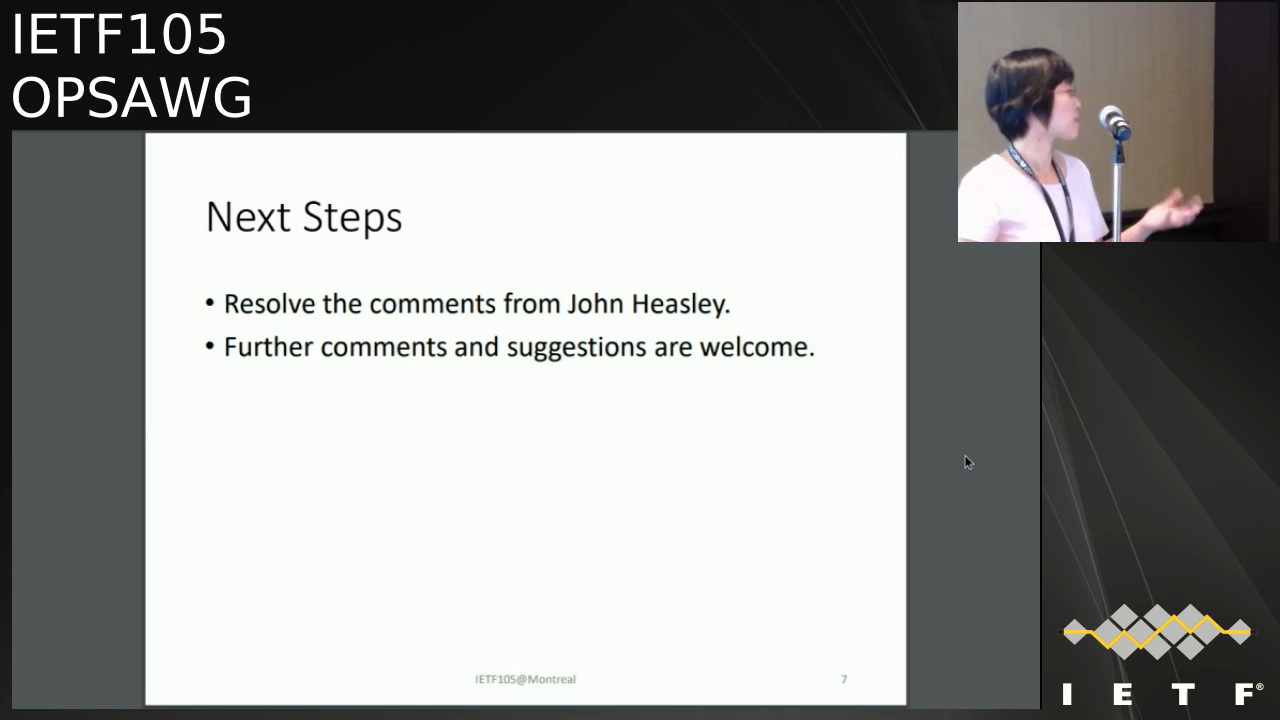 IETF105
OPSAWG
Next Steps
• Resolve the comments from John Heasley.
• Further comments and suggestions are welcome.
IETF105@Montreal
7
I E T F®